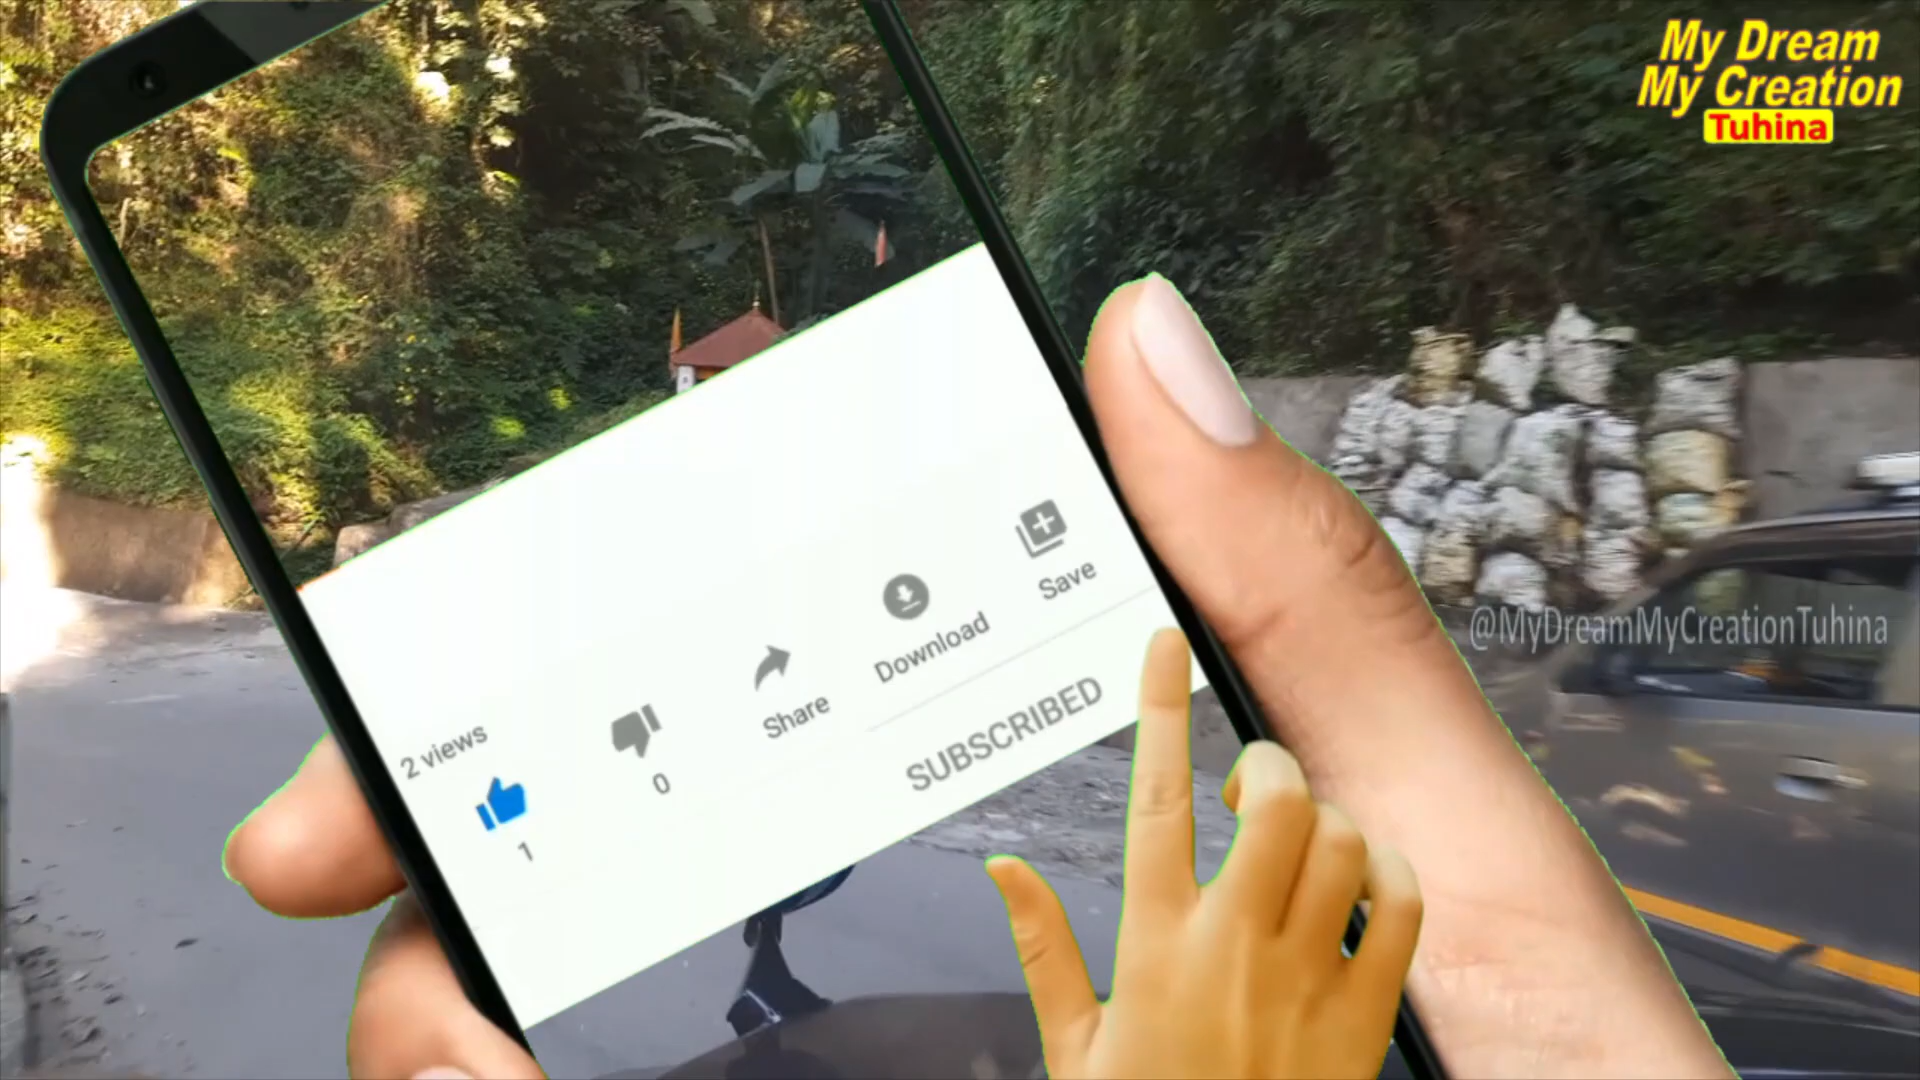 My Dream
My Creation
Tuhina
@MyDreamMyCreationTuhina
2 views
1
0
Share
Download
Save
SUBSCRIBED